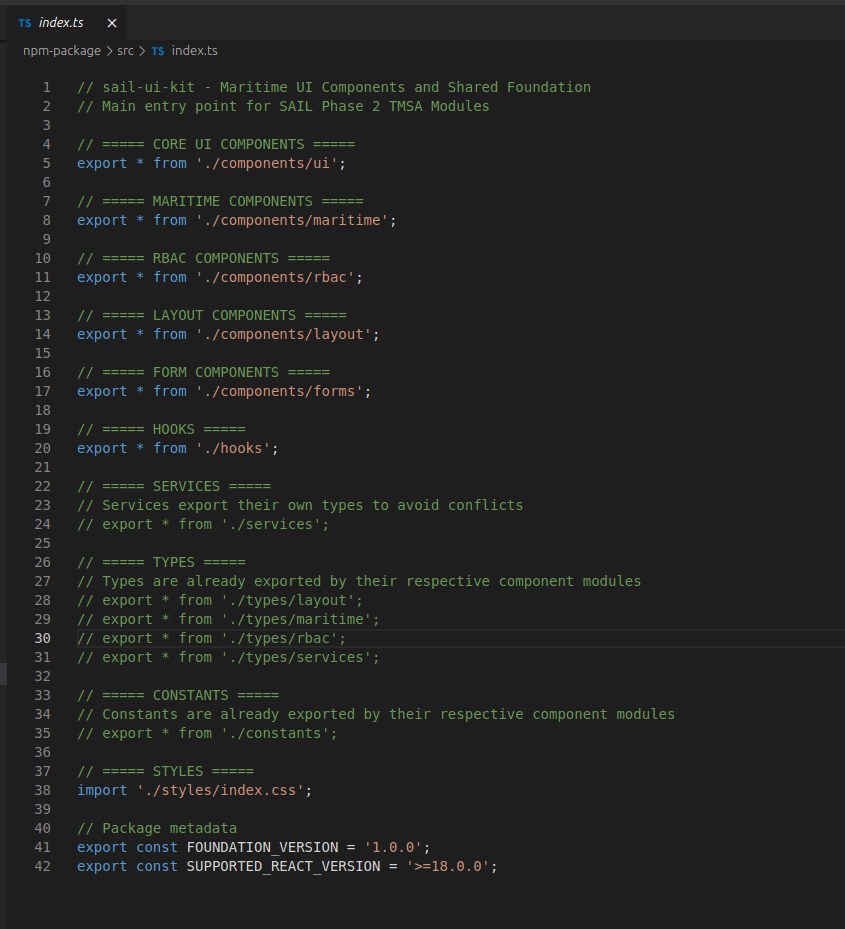 TS index.ts ×
npm-package > src > TS index.ts
1 // sail-ui-kit - Maritime UI Components and Shared Foundation
2 // Main entry point for SAIL Phase 2 TMSA Modules
3
4 // ===== CORE UI COMPONENTS =====
5 export * from './components/ui';
6
7 // ===== MARITIME COMPONENTS =====
8 export * from './components/maritime';
9
10 // ===== RBAC COMPONENTS =====
11 export * from './components/rbac';
12
13 // ===== LAYOUT COMPONENTS =====
14 export * from './components/layout';
15
16 // ===== FORM COMPONENTS =====
17 export * from './components/forms';
18
19 // ===== HOOKS =====
20 export * from './hooks';
21
22 // ===== SERVICES =====
23 // Services export their own types to avoid conflicts
24 // export * from './services';
25
26 // ===== TYPES =====
27 // Types are already exported by their respective component modules
28 // export * from './types/layout';
29 // export * from './types/maritime';
30 // export * from './types/rbac';
31 // export * from './types/services';
32
33 // ===== CONSTANTS =====
34 // Constants are already exported by their respective component modules
35 // export * from './constants';
36
37 // ===== STYLES =====
38 import './styles/index.css';
39
40 // Package metadata
41 export const FOUNDATION_VERSION = '1.0.0';
42 export const SUPPORTED_REACT_VERSION = '>=18.0.0';